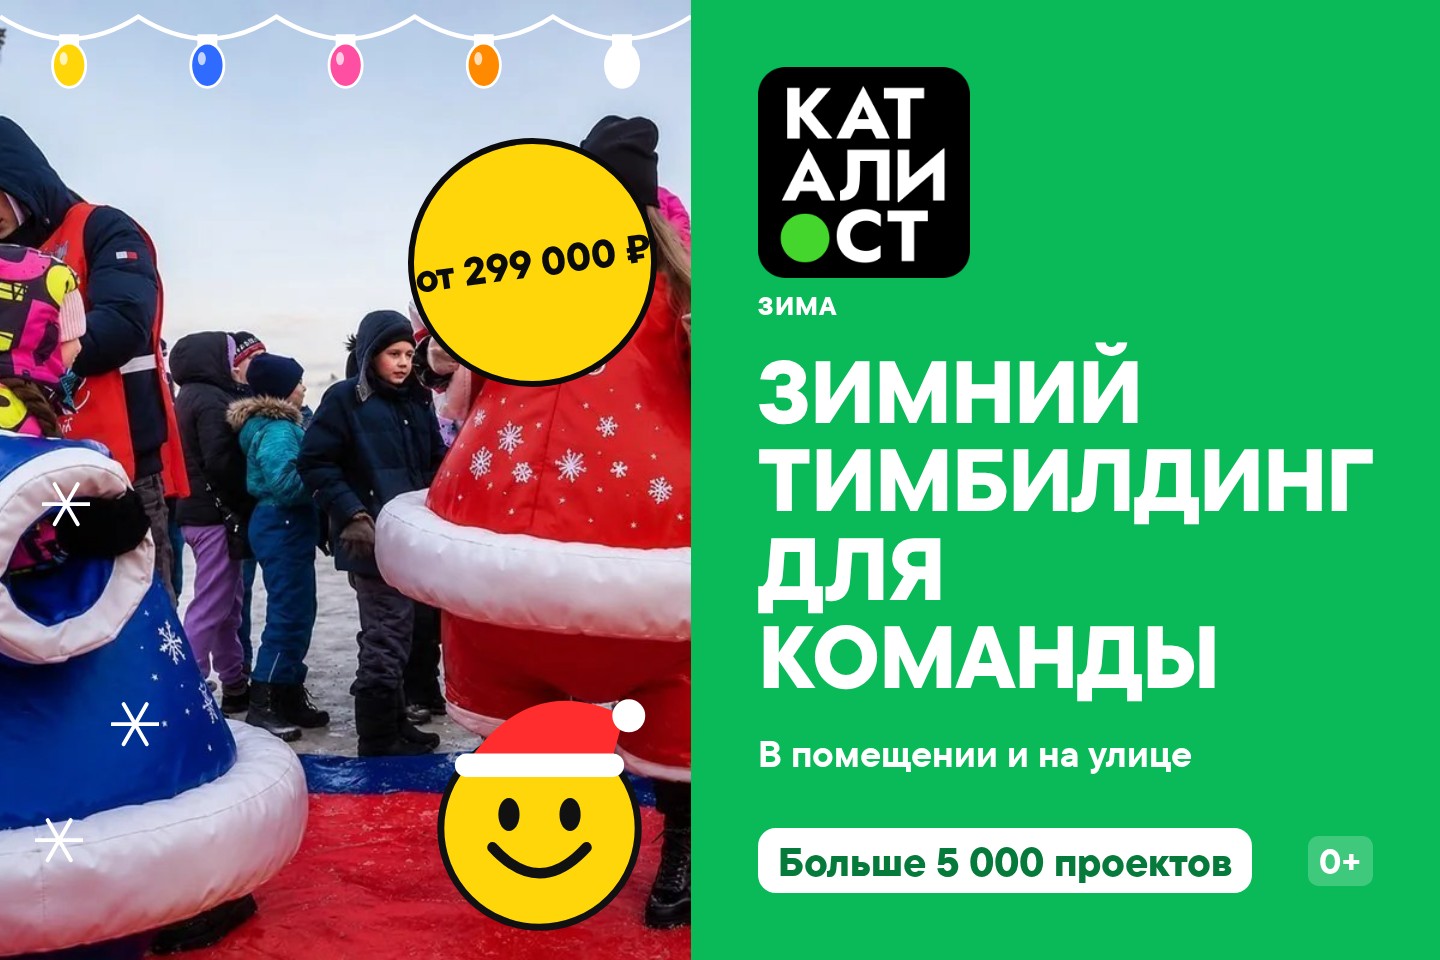 от 299 000 ₽
КАТ
АЛИ
СТ
ЗИМА
ЗИМНИЙ
ТИМБИЛДИНГ
ДЛЯ
КОМАНДЫ
В помещении и на улице
Больше 5 000 проектов
0+